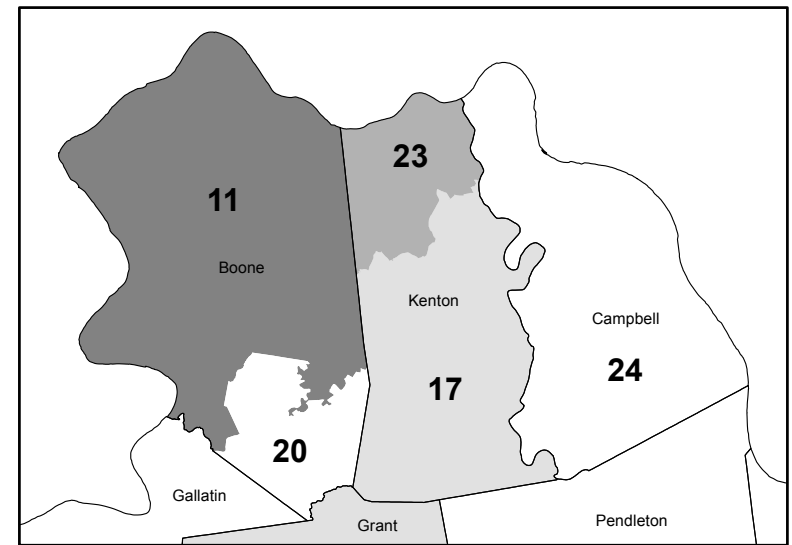 23
11
Boone
Kenton
Campbell
24
17
20
Gallatin
Grant
Pendleton